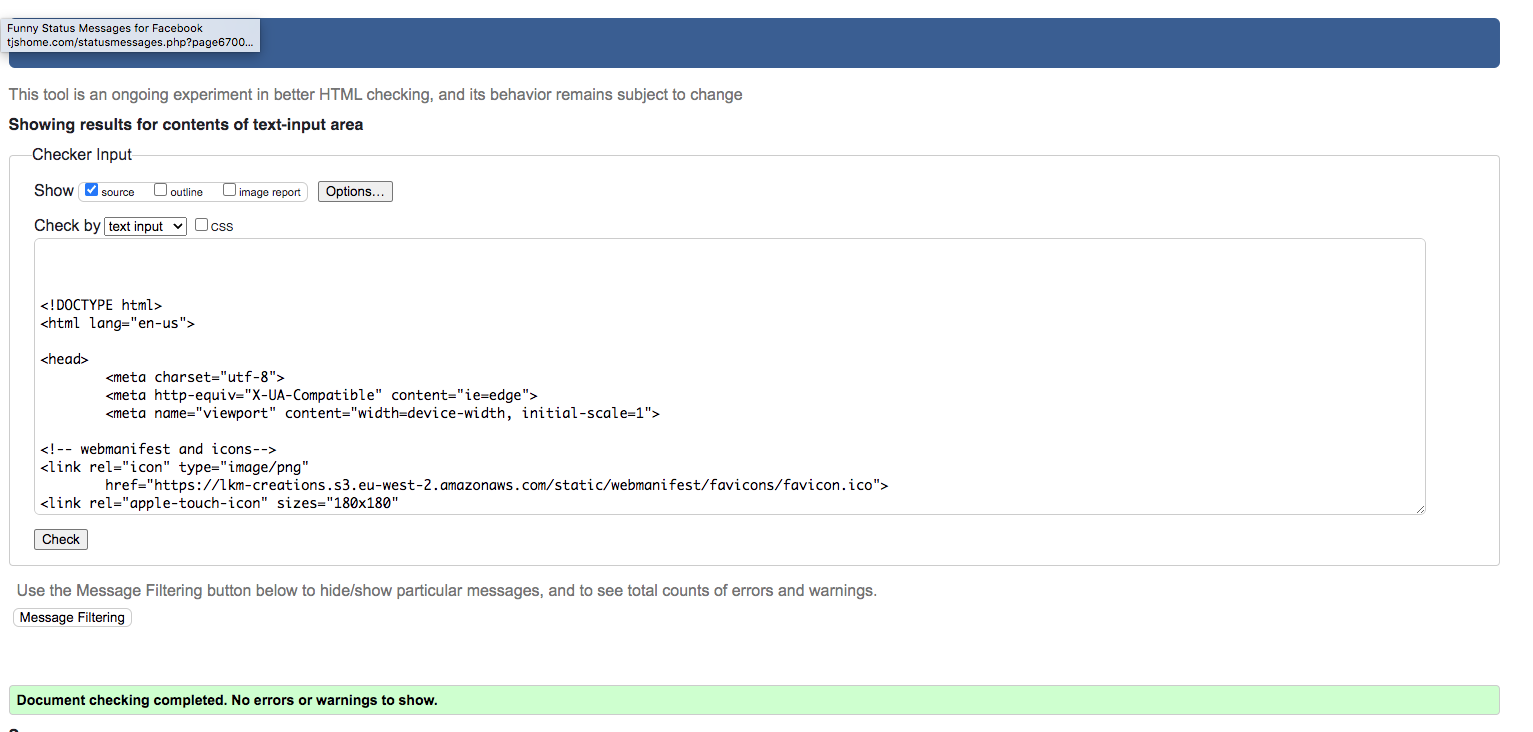 Funny Status Messages for Facebook
tjshome.com/statusmessages.php?page6700...
This tool is an ongoing experiment in better HTML checking, and its behavior remains subject to change
Showing results for contents of text-input area
Checker Input
Show source outline image report Options...
Check by text input CSS
<!DOCTYPE html>
<html lang="en-us">
<head>
<meta charset="utf-8">
<meta http-equiv="X-UA-Compatible" content="ie=edge">
<meta name="viewport" content="width=device-width, initial-scale=1">
<!-- webmanifest and icons-->
<link rel="icon" type="image/png"
href="https://lkm-creations.s3.eu-west-2.amazonaws.com/static/webmanifest/favicons/favicon.ico">
<link rel="apple-touch-icon" sizes="180x180"
Check
Use the Message Filtering button below to hide/show particular messages, and to see total counts of errors and warnings.
Message Filtering
Document checking completed. No errors or warnings to show.